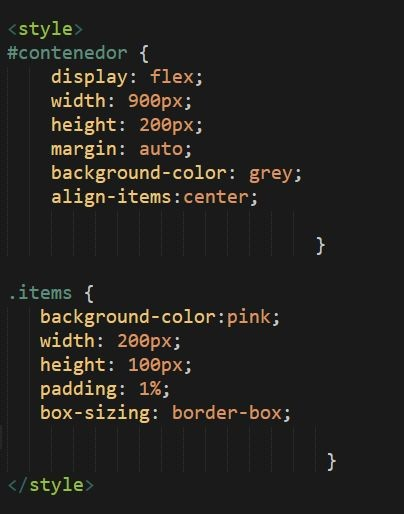 <style>
#contenedor {
display: flex;
width: 900px;
height: 200px;
margin: auto;
background-color: grey;
align-items:center;
}
.items {
background-color:pink;
width: 200px;
height: 100px;
padding: 1%;
box-sizing: border-box;
}
</style>